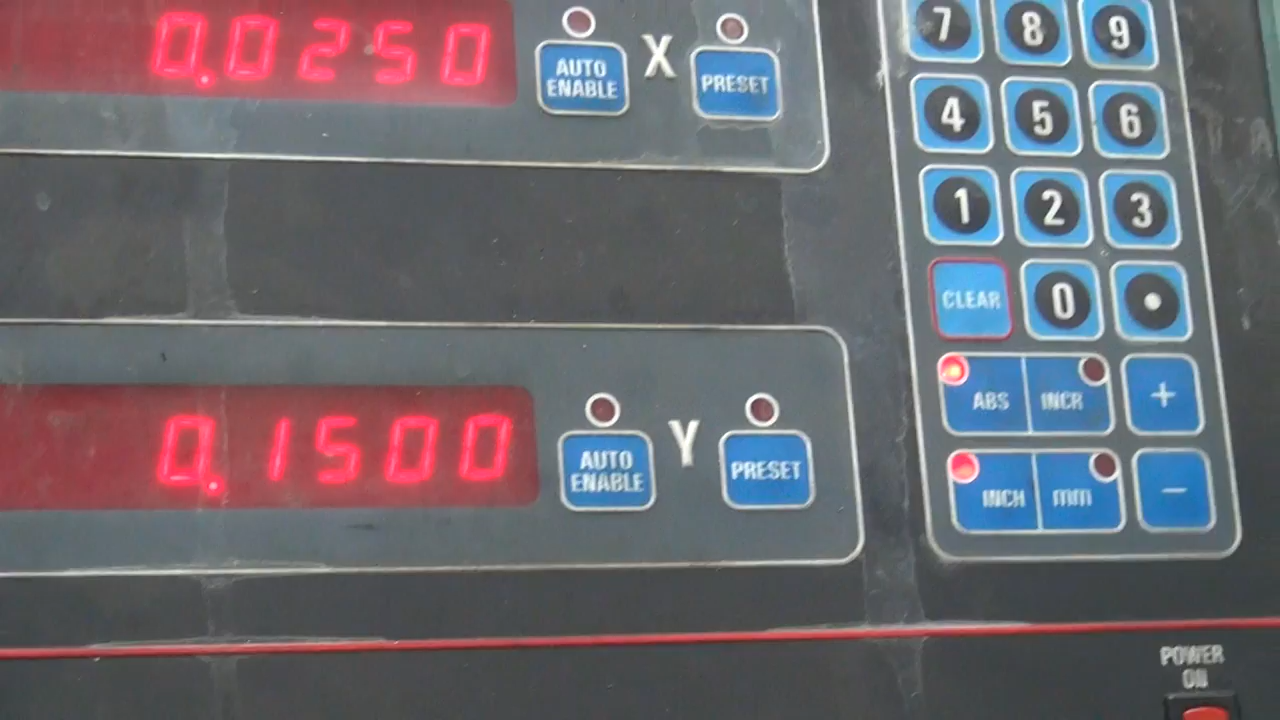 0.0250
AUTO
ENABLE
X
PRESET
7 8 9
4 5 6
1 2 3
CLEAR 0 •
ABS INCR +
INCH mm −
0.1500
AUTO
ENABLE
Y
PRESET
POWER
ON